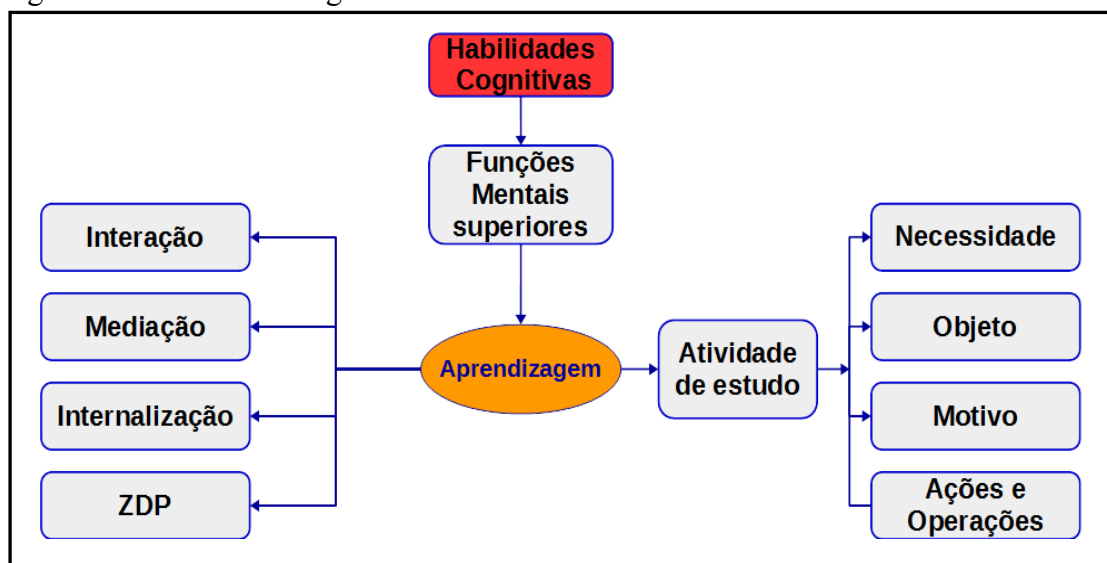 Habilidades
Cognitivas
Funções
Mentais
superiores
Interação
Mediação
Internalização
ZDP
Aprendizagem
Atividade
de estudo
Necessidade
Objeto
Motivo
Ações e
Operações